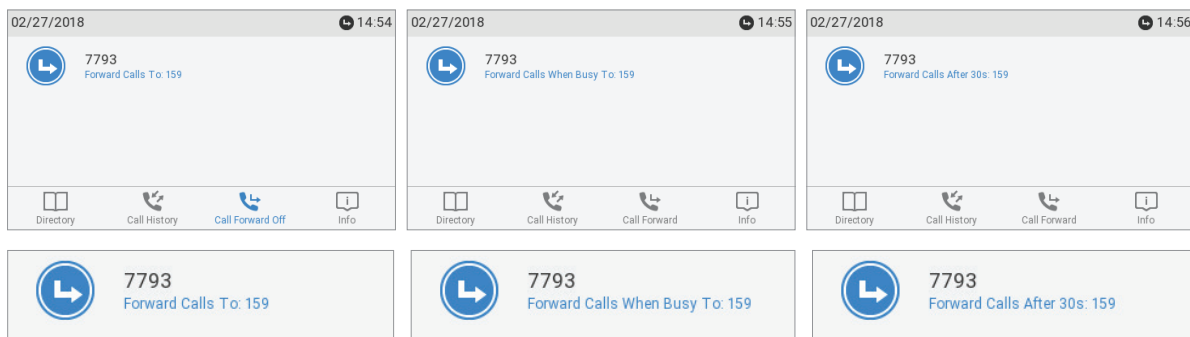 02/27/2018 14:54
7793
Forward Calls To: 159
Directory Call History Call Forward Off Info
02/27/2018 14:55
7793
Forward Calls When Busy To: 159
Directory Call History Call Forward Info
02/27/2018 14:56
7793
Forward Calls After 30s: 159
Directory Call History Call Forward Info
7793
Forward Calls To: 159
7793
Forward Calls When Busy To: 159
7793
Forward Calls After 30s: 159